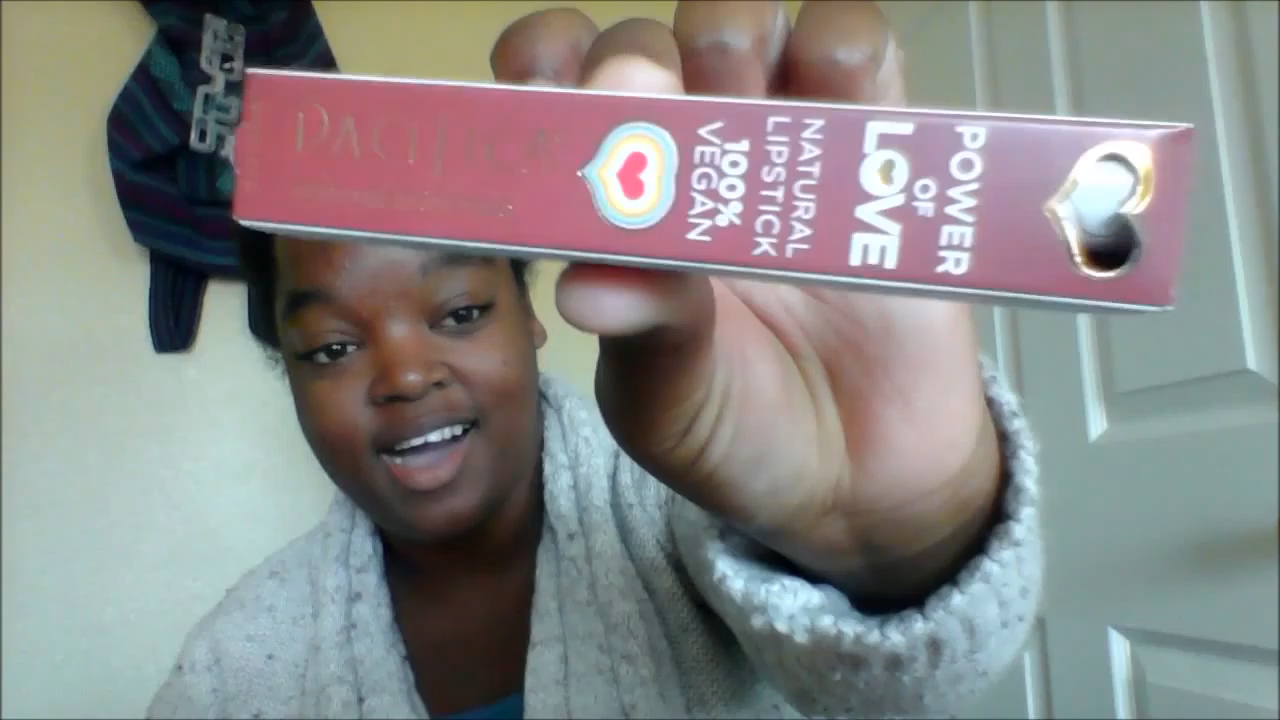 PACIFICA
POWER
OF
LOVE
NATURAL
LIPSTICK
100%
VEGAN